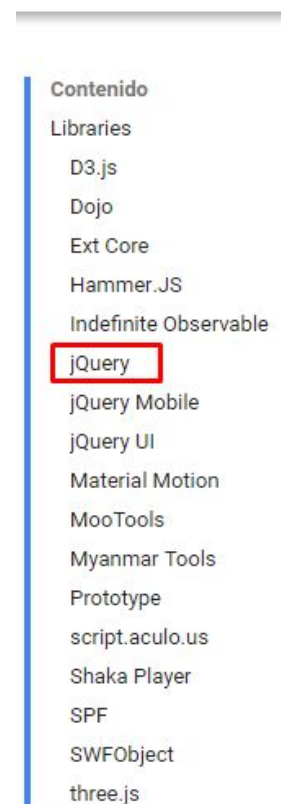 Contenido
Libraries
D3.js
Dojo
Ext Core
Hammer.JS
Indefinite Observable
jQuery
jQuery Mobile
jQuery UI
Material Motion
MooTools
Myanmar Tools
Prototype
script.aculo.us
Shaka Player
SPF
SWFObject
three.js